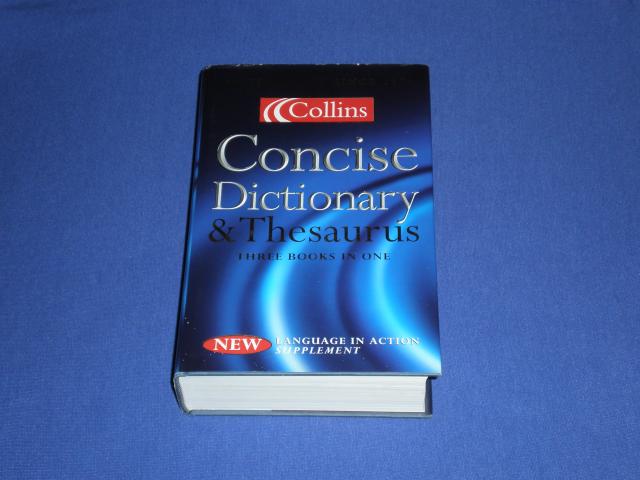 Collins
Concise
Dictionary
& Thesaurus
THREE BOOKS IN ONE
NEW LANGUAGE IN ACTION
SUPPLEMENT